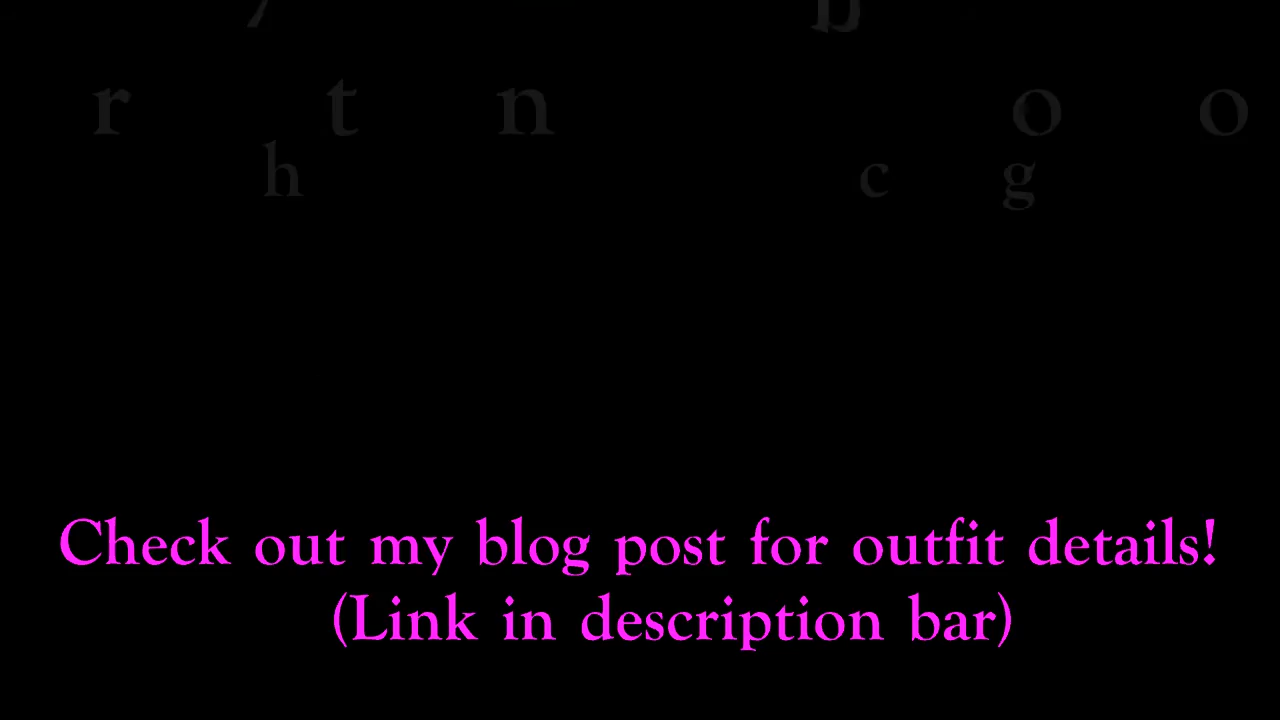 r t n o o
h c g
Check out my blog post for outfit details!
(Link in description bar)